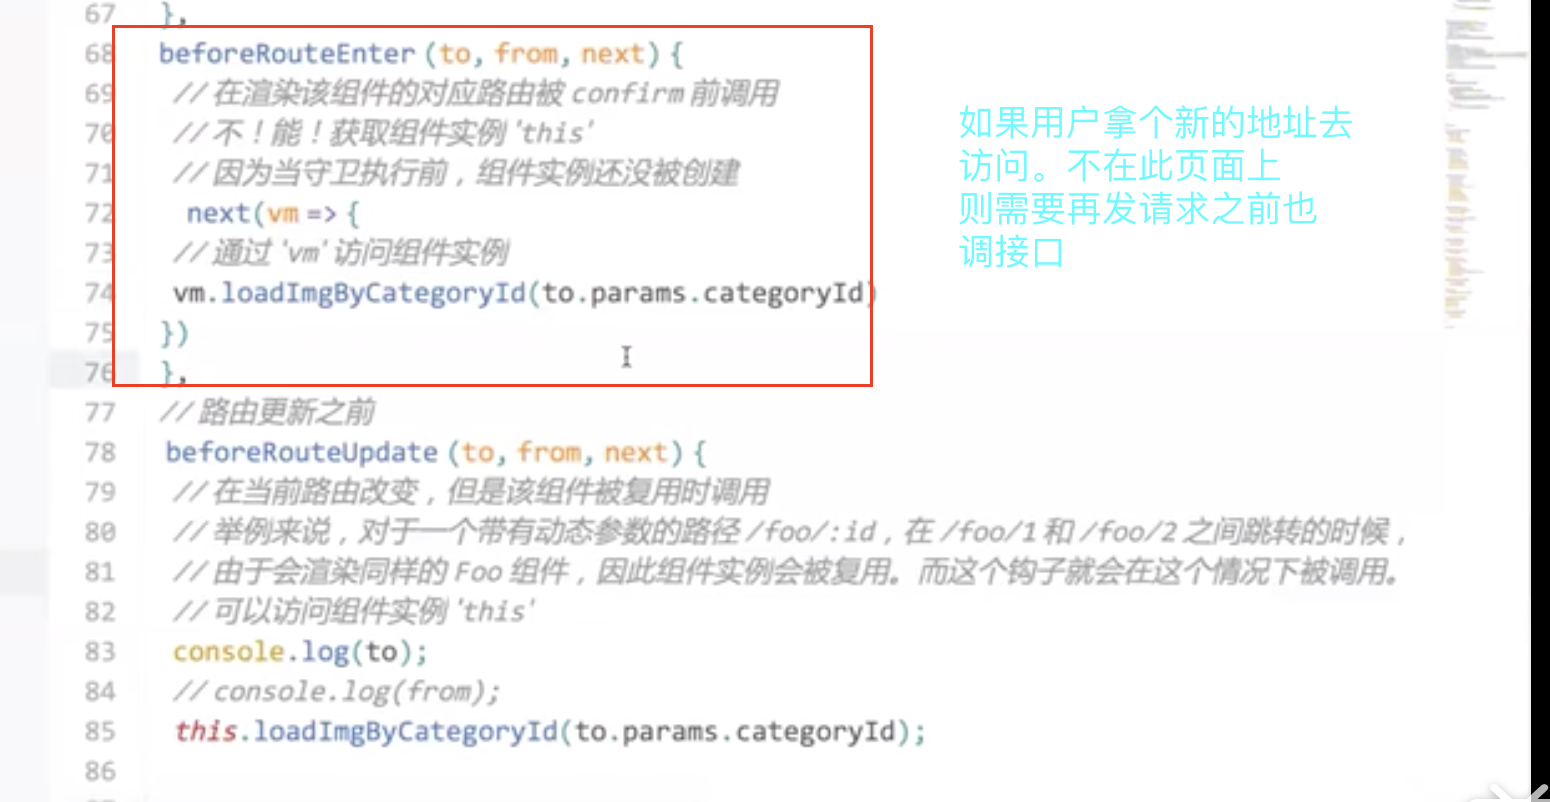 67 },
68 beforeRouteEnter (to, from, next) {
69 // 在渲染该组件的对应路由被 confirm 前调用
70 // 不！能！获取组件实例 'this'
71 // 因为当守卫执行前，组件实例还没被创建
72 next(vm => {
73 // 通过 'vm' 访问组件实例
74 vm.loadImgByCategoryId(to.params.categoryId)
75 })
76 },
如果用户拿个新的地址去
访问。不在此页面上
则需要再发请求之前也
调接口
77 // 路由更新之前
78 beforeRouteUpdate (to, from, next) {
79 // 在当前路由改变，但是该组件被复用时调用
80 // 举例来说，对于一个带有动态参数的路径 /foo/:id，在 /foo/1 和 /foo/2 之间跳转的时候，
81 // 由于会渲染同样的 Foo 组件，因此组件实例会被复用。而这个钩子就会在这个情况下被调用。
82 // 可以访问组件实例 'this'
83 console.log(to);
84 // console.log(from);
85 this.loadImgByCategoryId(to.params.categoryId);
86